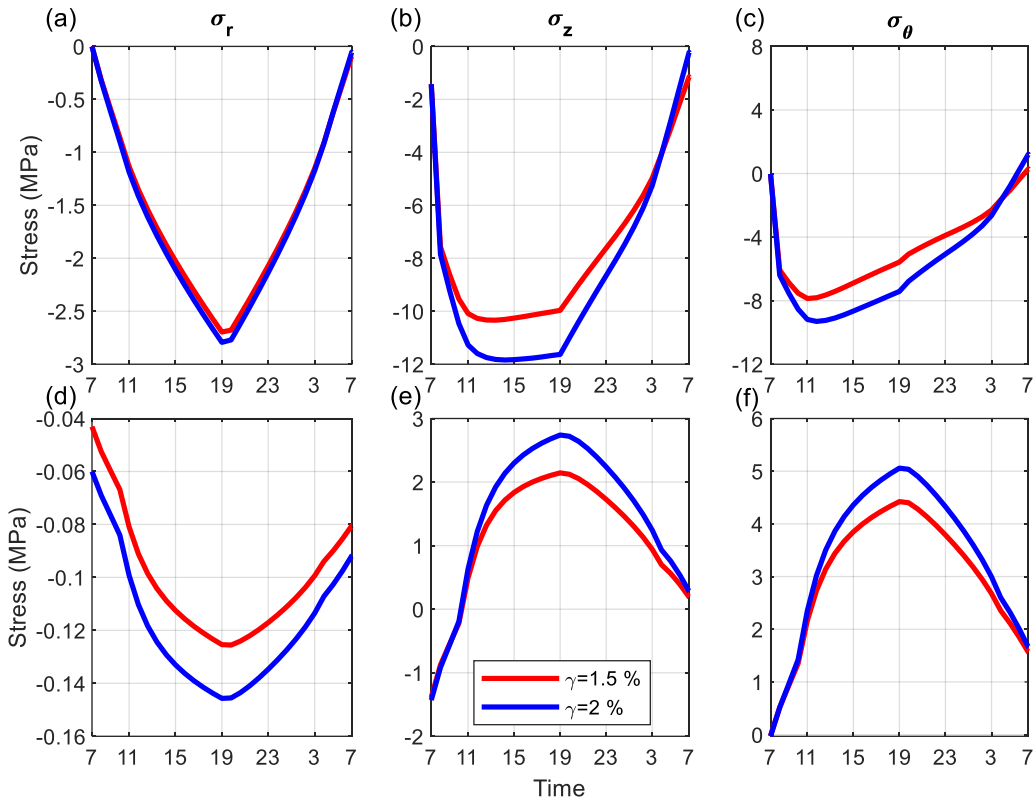 (a) σr (b) σz (c) σθ
0 0 8
-0.5 -2 4
-1 -4 0
-1.5 -6 -4
-2 -8 -8
-2.5 -10 -12
-3 -12
Stress (MPa)
7 11 15 19 23 3 7 7 11 15 19 23 3 7 7 11 15 19 23 3 7
(d) (e) (f)
-0.04 3 6
-0.06 2 5
-0.08 1 4
-0.1 0 3
-0.12 -1 2
-0.14 -2 1
-0.16 0
Stress (MPa)
γ=1.5 %
γ=2 %
7 11 15 19 23 3 7 7 11 15 19 23 3 7 7 11 15 19 23 3 7
Time